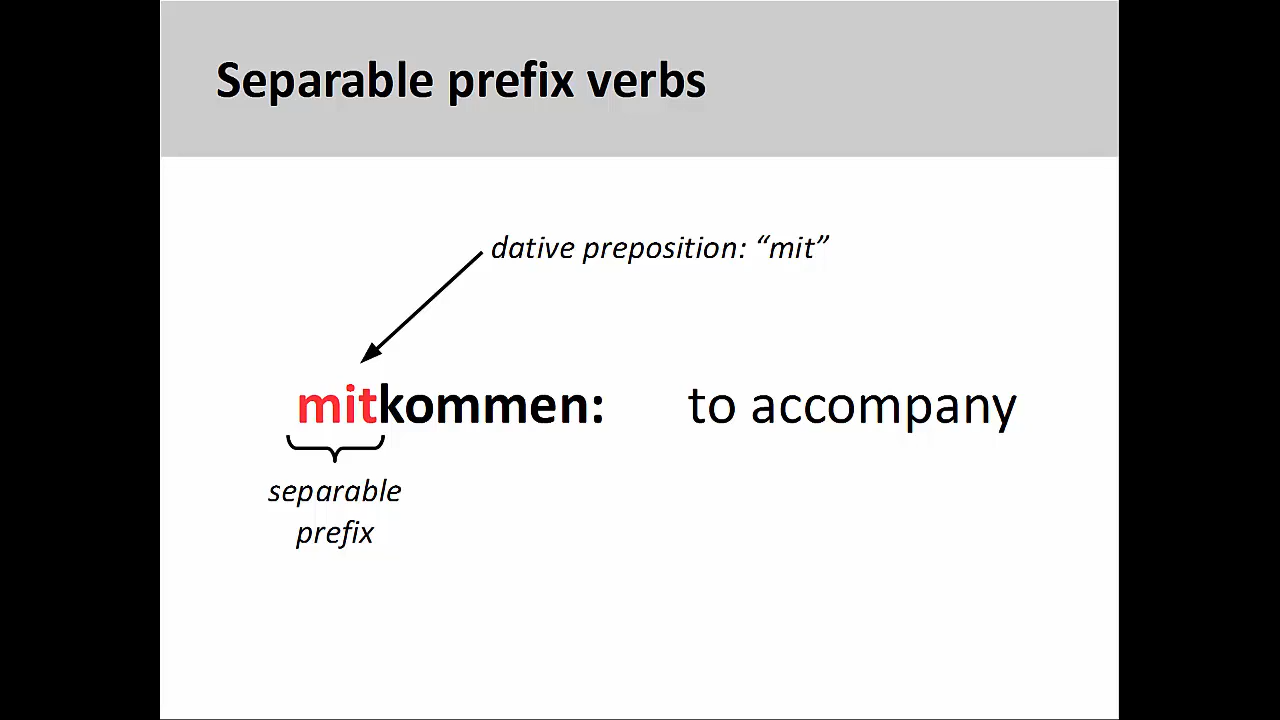 Separable prefix verbs
dative preposition: “mit”
mitkommen: to accompany
separable
prefix